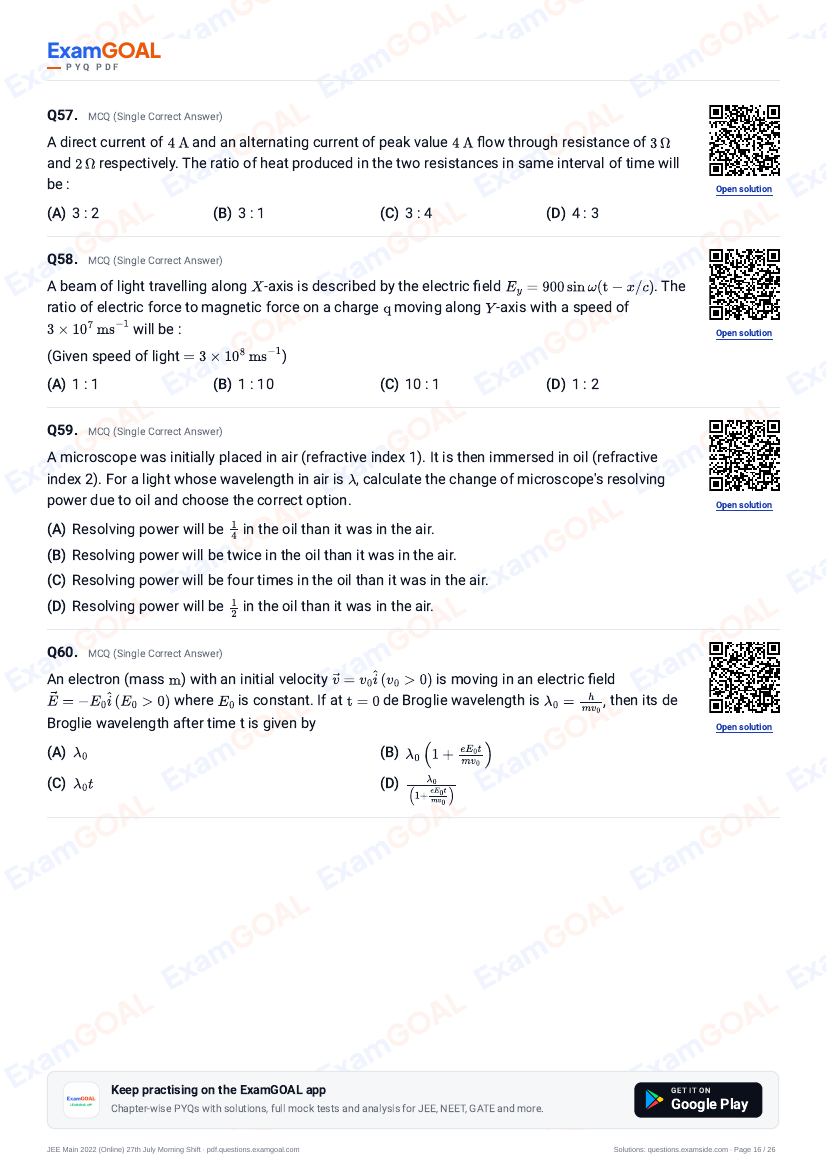 ExamGOAL
PYQ PDF
Q57. MCQ (Single Correct Answer)
A direct current of 4 A and an alternating current of peak value 4 A flow through resistance of 3 Ω
and 2 Ω respectively. The ratio of heat produced in the two resistances in same interval of time will
be :
(A) 3 : 2 (B) 3 : 1 (C) 3 : 4 (D) 4 : 3
Open solution
Q58. MCQ (Single Correct Answer)
A beam of light travelling along X-axis is described by the electric field E_y = 900 sin ω(t − x/c). The
ratio of electric force to magnetic force on a charge q moving along Y-axis with a speed of
3 × 10⁷ ms⁻¹ will be :
(Given speed of light = 3 × 10⁸ ms⁻¹)
(A) 1 : 1 (B) 1 : 10 (C) 10 : 1 (D) 1 : 2
Open solution
Q59. MCQ (Single Correct Answer)
A microscope was initially placed in air (refractive index 1). It is then immersed in oil (refractive
index 2). For a light whose wavelength in air is λ, calculate the change of microscope's resolving
power due to oil and choose the correct option.
(A) Resolving power will be 1/4 in the oil than it was in the air.
(B) Resolving power will be twice in the oil than it was in the air.
(C) Resolving power will be four times in the oil than it was in the air.
(D) Resolving power will be 1/2 in the oil than it was in the air.
Open solution
Q60. MCQ (Single Correct Answer)
An electron (mass m) with an initial velocity v⃗ = v₀î (v₀ > 0) is moving in an electric field
E⃗ = −E₀î (E₀ > 0) where E₀ is constant. If at t = 0 de Broglie wavelength is λ₀ = h/mv₀, then its de
Broglie wavelength after time t is given by
(A) λ₀ (B) λ₀ (1 + eE₀t/mv₀)
(C) λ₀t (D) λ₀/(1+eE₀t/mv₀)
Open solution
Keep practising on the ExamGOAL app
Chapter-wise PYQs with solutions, full mock tests and analysis for JEE, NEET, GATE and more.
GET IT ON
Google Play
JEE Main 2022 (Online) 27th July Morning Shift · pdf.questions.examgoal.com
Solutions: questions.examside.com · Page 16 / 26